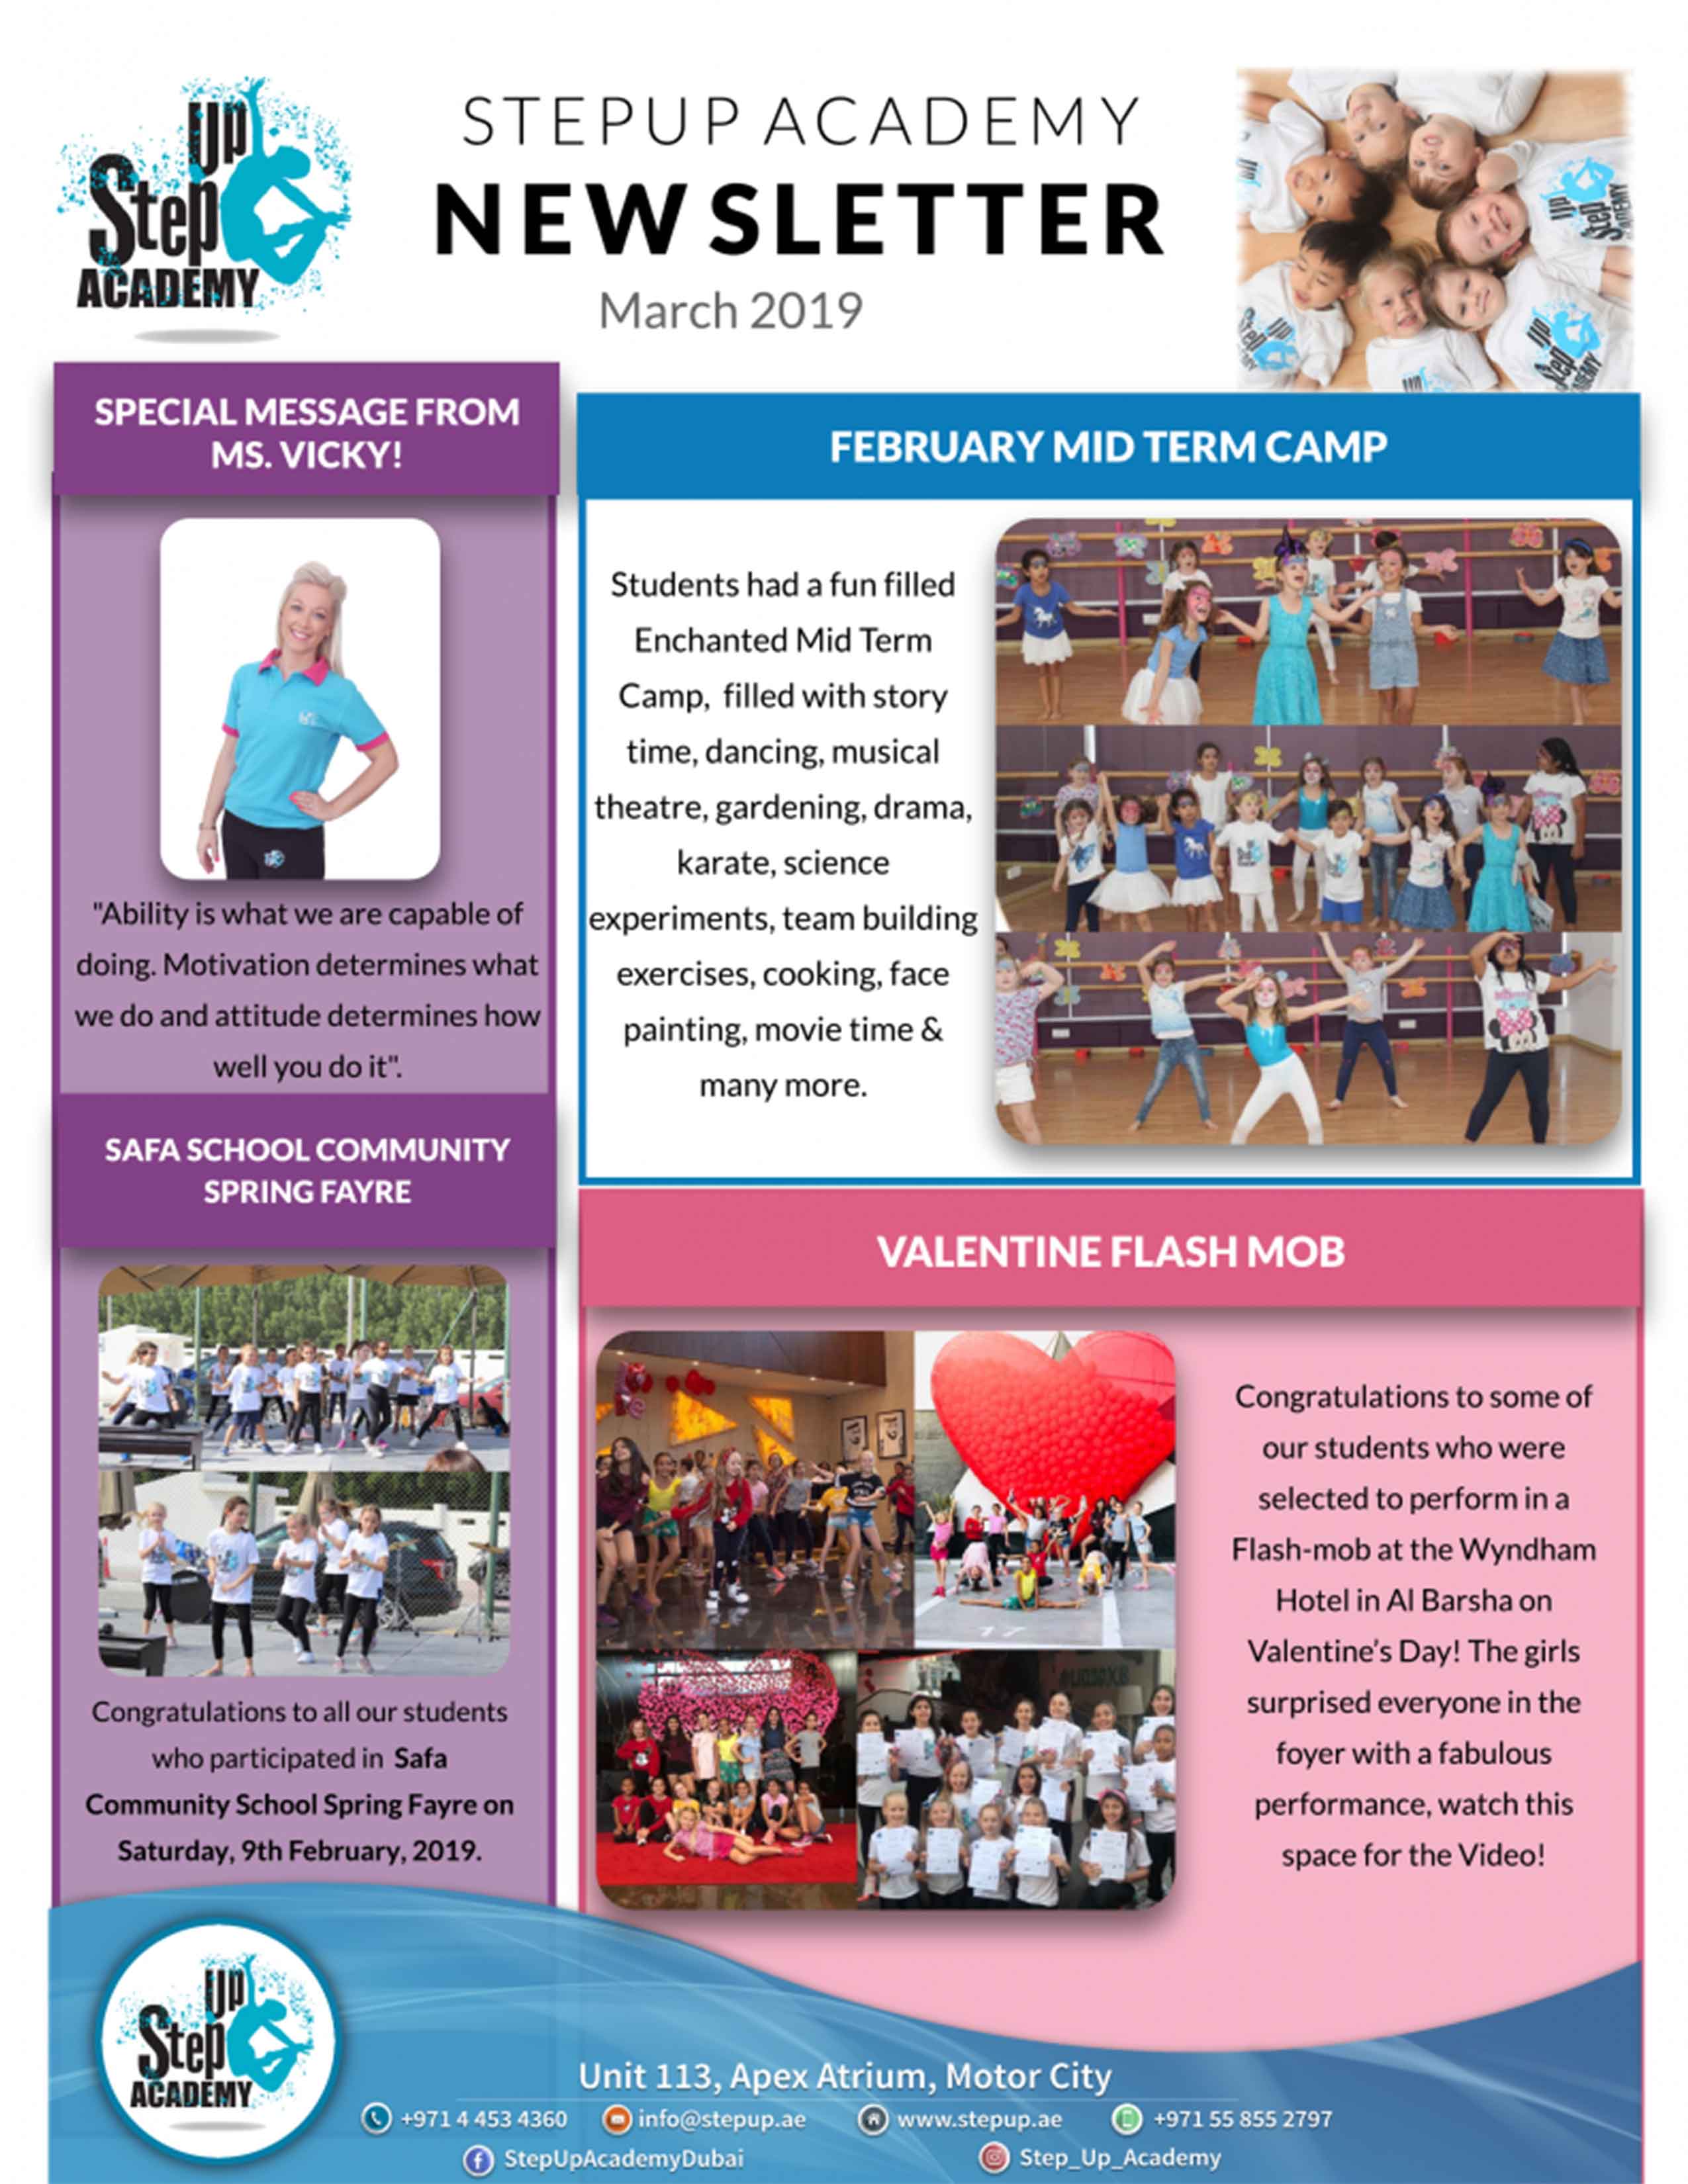 Up
Step
ACADEMY
STEPUP ACADEMY
NEWSLETTER
March 2019
SPECIAL MESSAGE FROM
MS. VICKY!
"Ability is what we are capable of
doing. Motivation determines what
we do and attitude determines how
well you do it".
SAFA SCHOOL COMMUNITY
SPRING FAYRE
Congratulations to all our students
who participated in Safa
Community School Spring Fayre on
Saturday, 9th February, 2019.
FEBRUARY MID TERM CAMP
Students had a fun filled
Enchanted Mid Term
Camp, filled with story
time, dancing, musical
theatre, gardening, drama,
karate, science
experiments, team building
exercises, cooking, face
painting, movie time &
many more.
VALENTINE FLASH MOB
Congratulations to some of
our students who were
selected to perform in a
Flash-mob at the Wyndham
Hotel in Al Barsha on
Valentine's Day! The girls
surprised everyone in the
foyer with a fabulous
performance, watch this
space for the Video!
Up
Step
ACADEMY
Unit 113, Apex Atrium, Motor City
+971 4 453 4360 info@stepup.ae www.stepup.ae +971 55 855 2797
StepUpAcademyDubai Step_Up_Academy